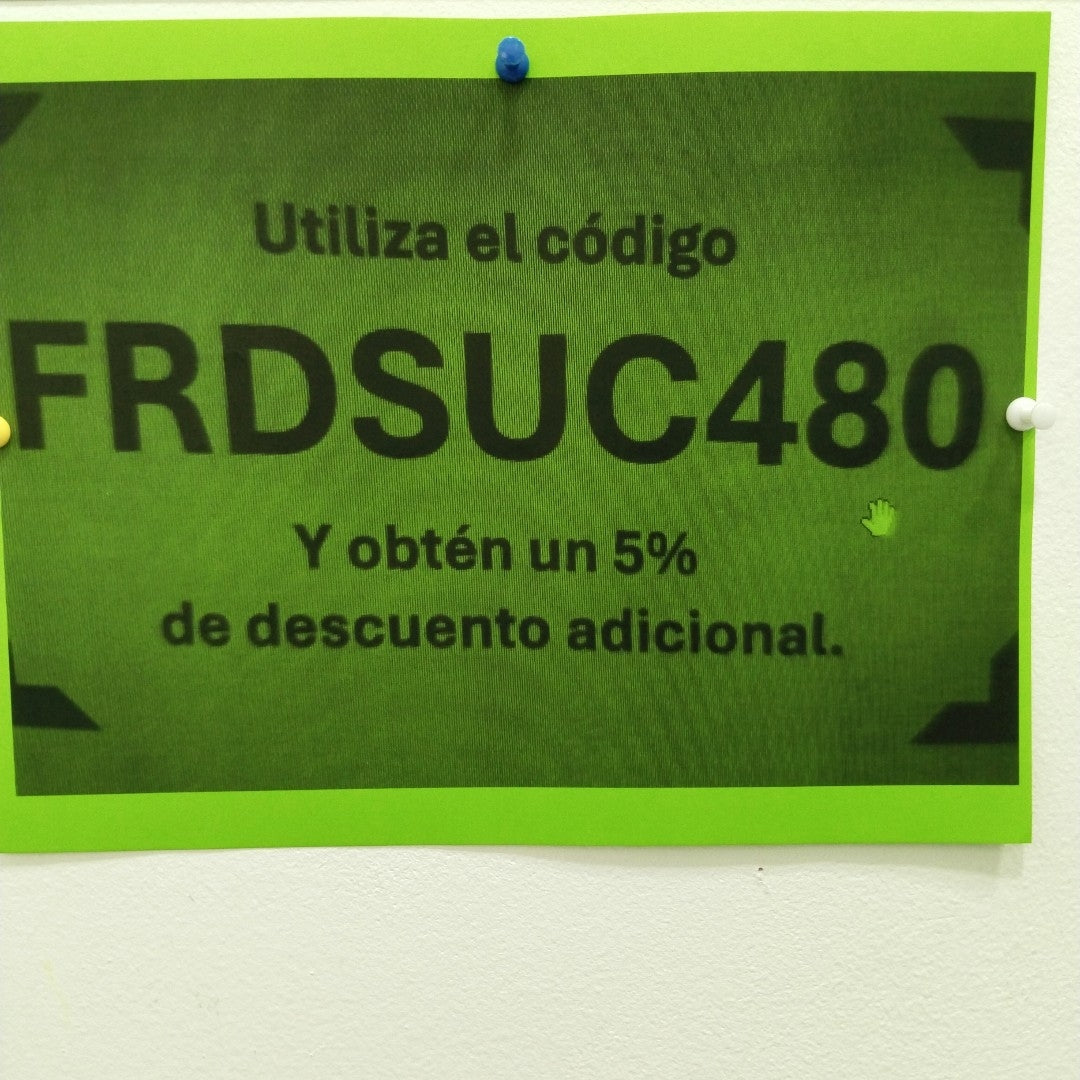 Utiliza el código
FRDSUC480
Y obtén un 5%
de descuento adicional.